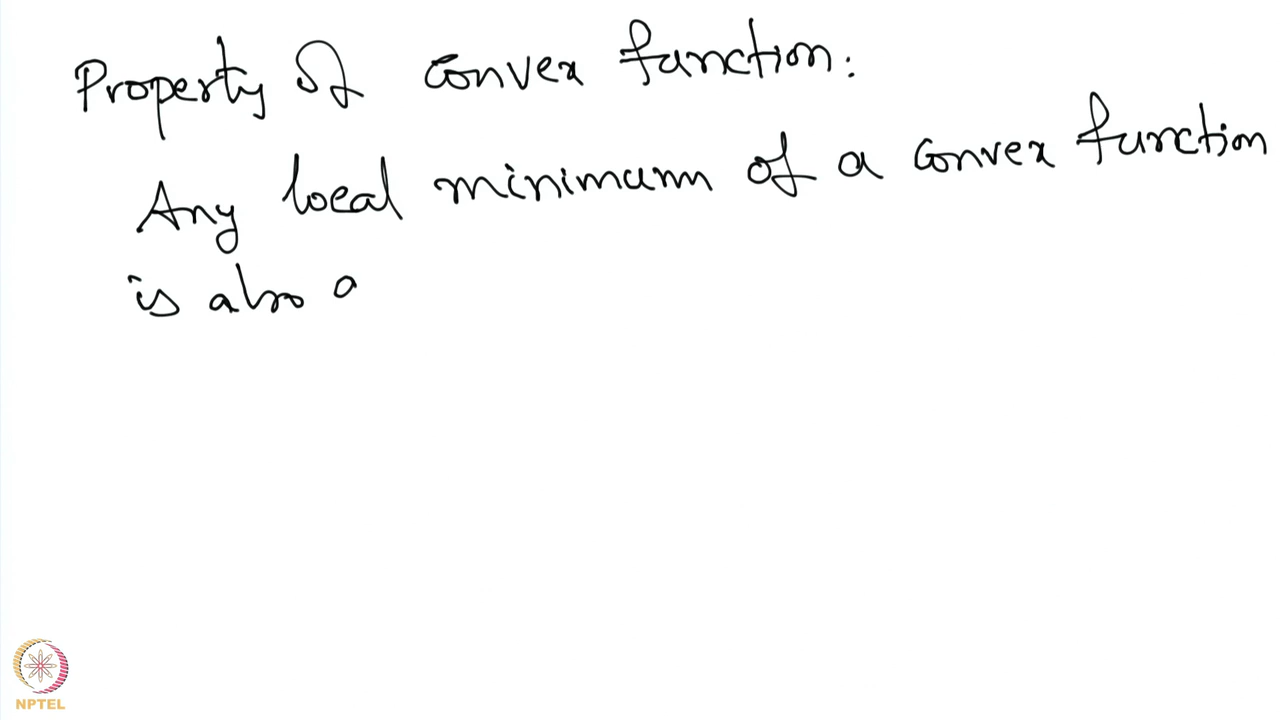 Property of convex function:
Any local minimum of a convex function
is also a
NPTEL